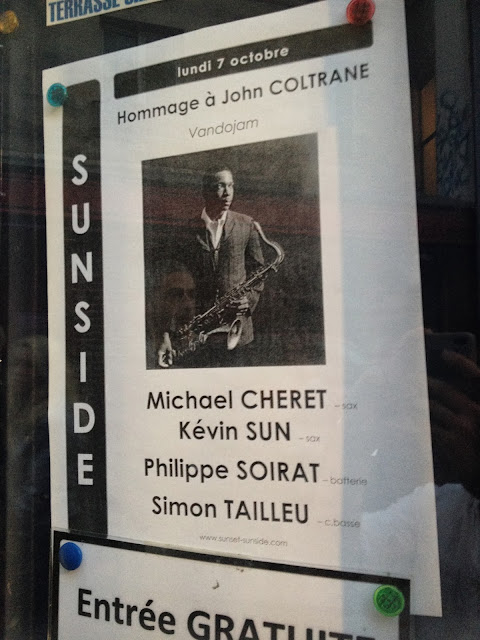 TERRASSE
lundi 7 octobre
Hommage à John COLTRANE
Vandojam
SUNSIDE
Michael CHERET – sax
Kévin SUN – sax
Philippe SOIRAT – batterie
Simon TAILLEU – c.basse
www.sunset-sunside.com
Entrée GRATUITE